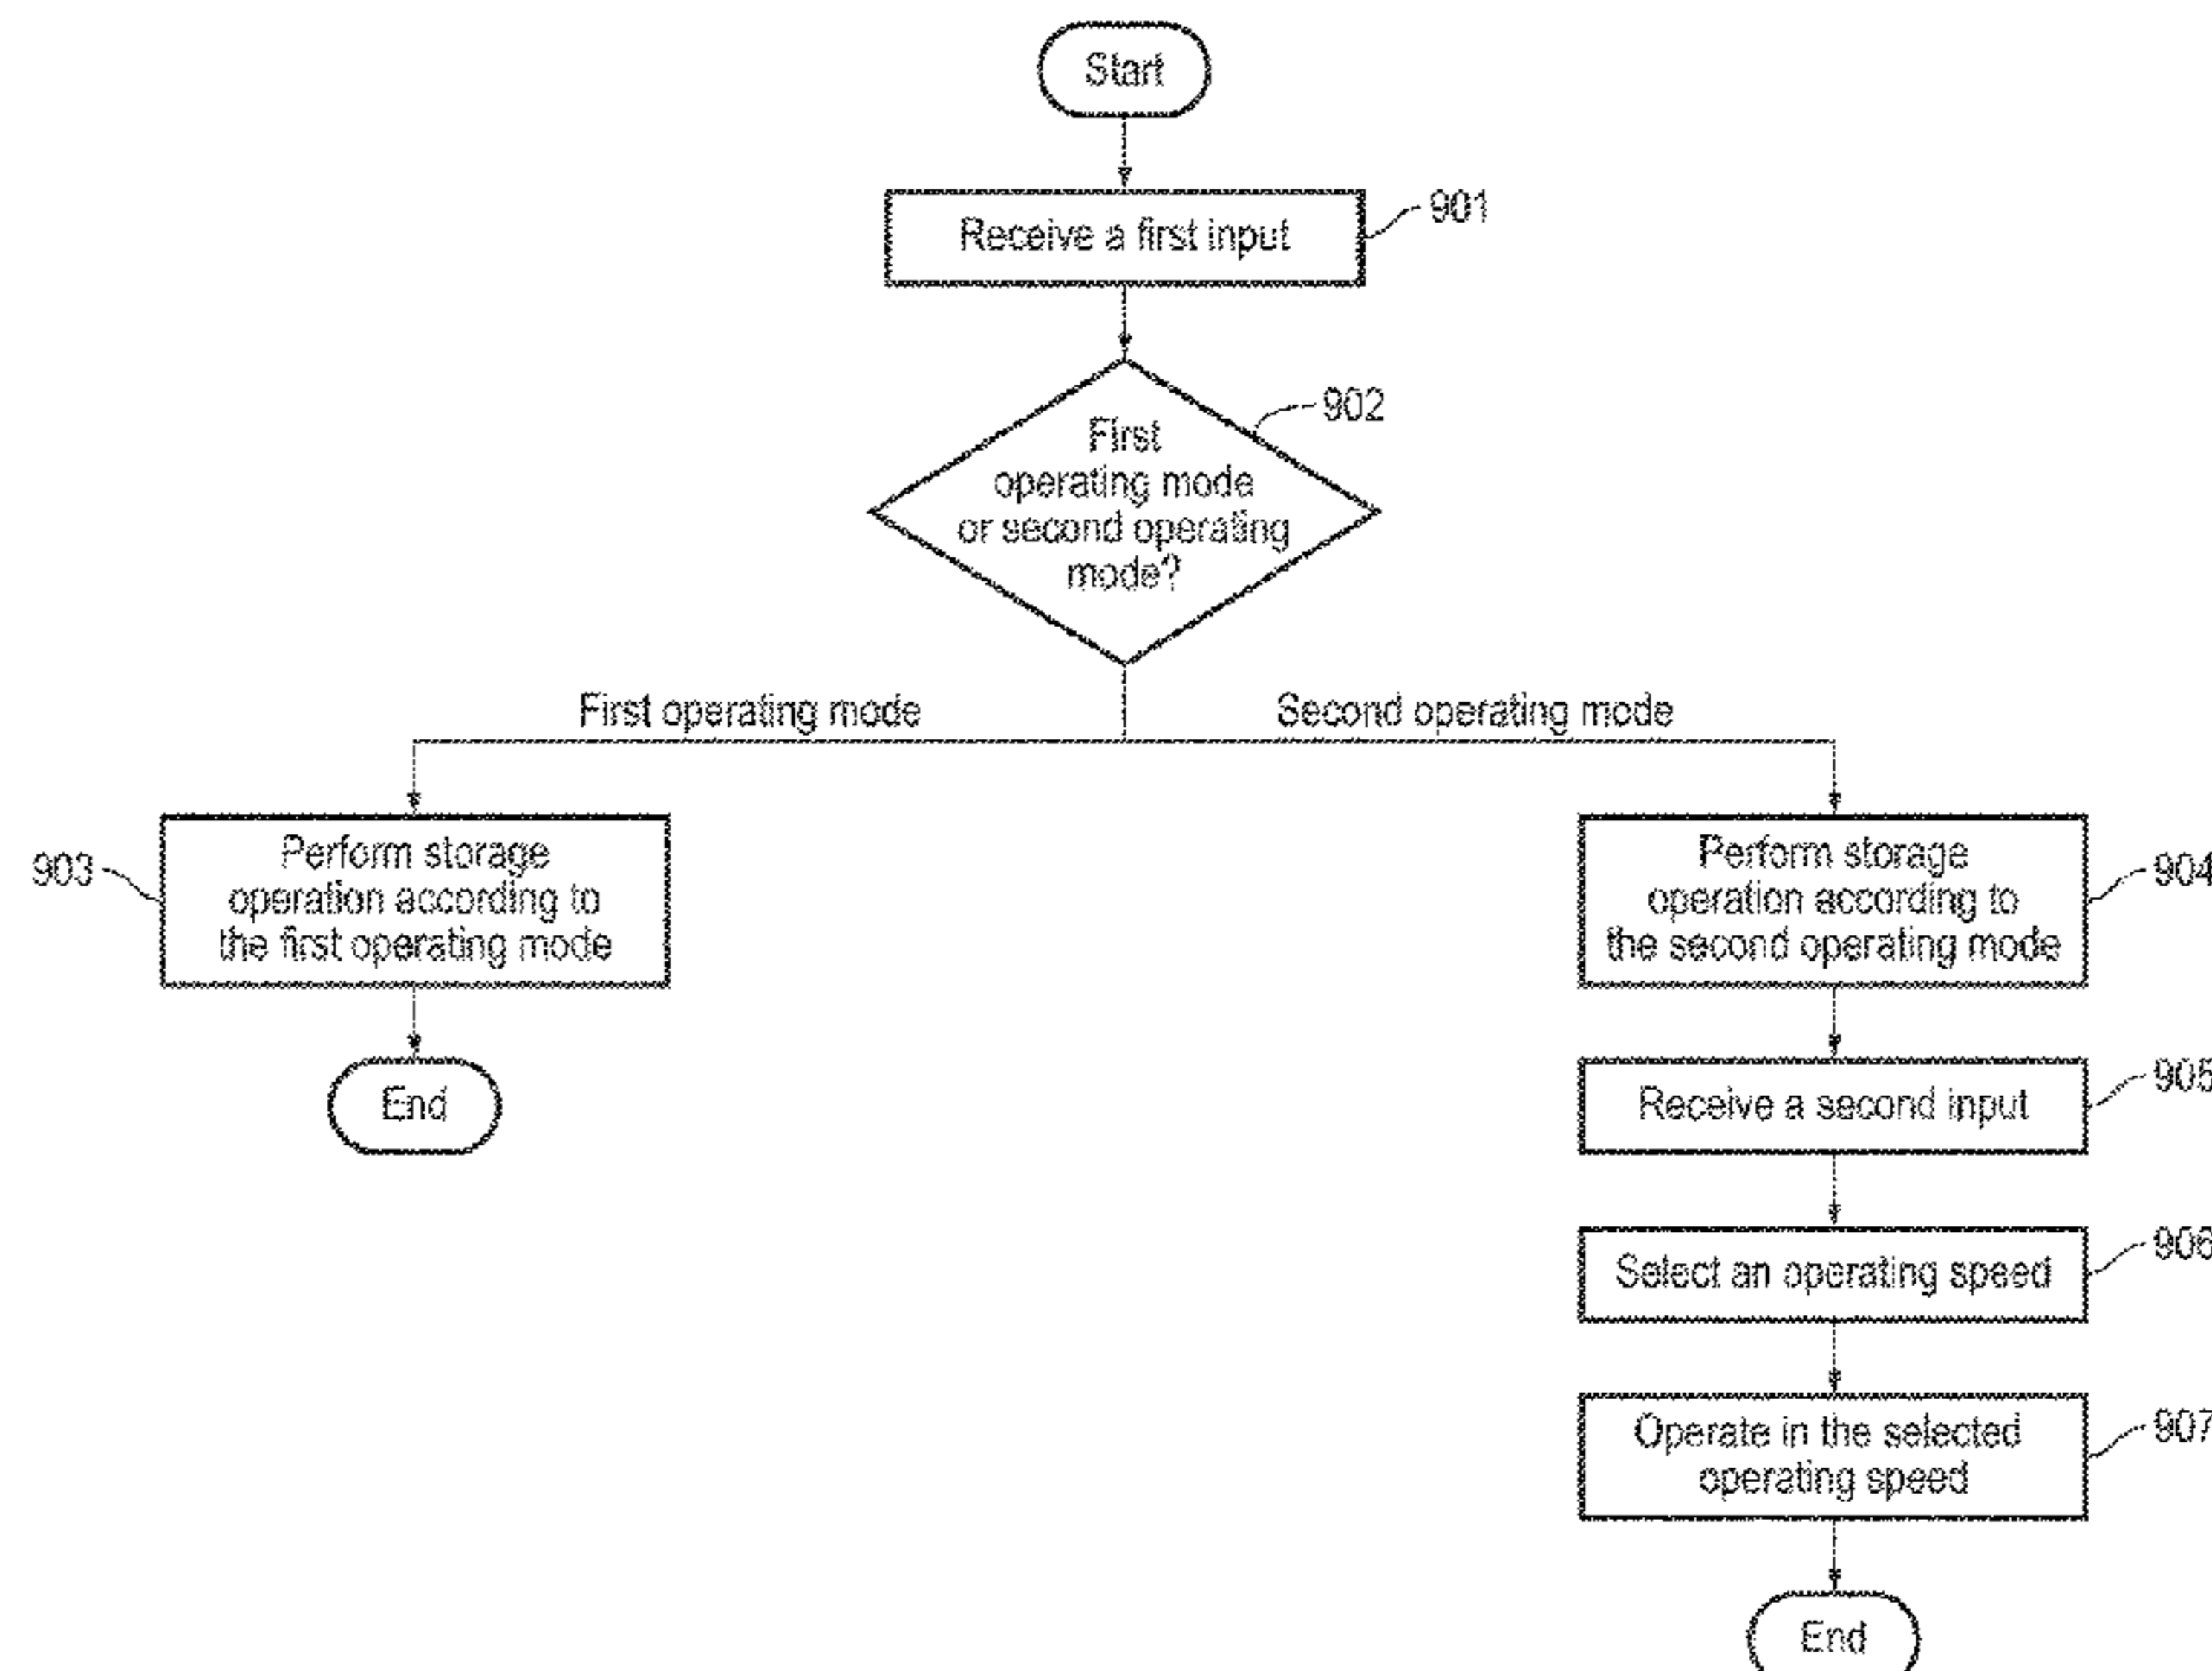 Start
Receive a first input
901
First
operating mode
or second operating
mode?
902
First operating mode
Second operating mode
903
Perform storage
operation according to
the first operating mode
End
Perform storage
operation according to
the second operating mode
904
Receive a second input
905
Select an operating speed
906
Operate in the selected
operating speed
907
End